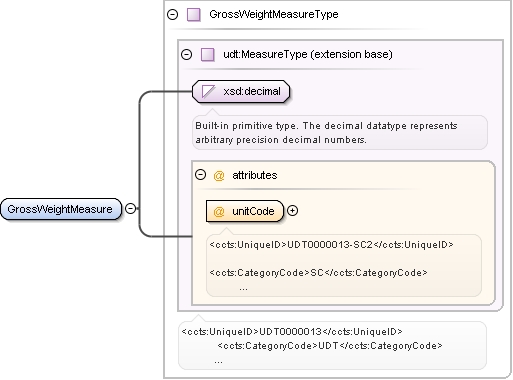 GrossWeightMeasureType
udt:MeasureType (extension base)
xsd:decimal
Built-in primitive type. The decimal datatype represents
arbitrary precision decimal numbers.
@ attributes
GrossWeightMeasure
@ unitCode
<ccts:UniqueID>UDT0000013-SC2</ccts:UniqueID>
<ccts:CategoryCode>SC</ccts:CategoryCode>
...
<ccts:UniqueID>UDT0000013</ccts:UniqueID>
<ccts:CategoryCode>UDT</ccts:CategoryCode>
...